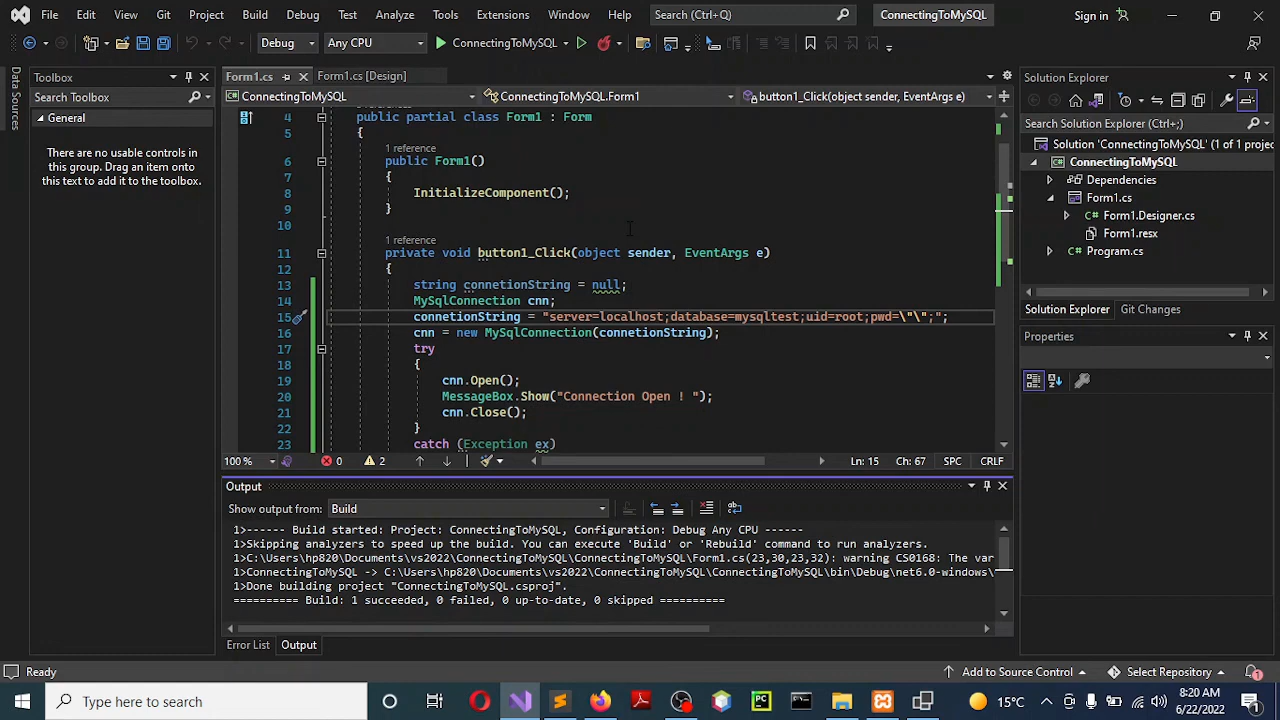 File Edit View Git Project Build Debug Test Analyze Tools Extensions Window Help Search (Ctrl+Q) ConnectingToMySQL Sign in
Debug Any CPU ConnectingToMySQL
Data Sources
Toolbox
Search Toolbox
General
There are no usable controls in
this group. Drag an item onto
this text to add it to the toolbox.
Form1.cs Form1.cs [Design]
ConnectingToMySQL ConnectingToMySQL.Form1 button1_Click(object sender, EventArgs e)
4 public partial class Form1 : Form
5 {
1 reference
6 public Form1()
7 {
8 InitializeComponent();
9 }
10
1 reference
11 private void button1_Click(object sender, EventArgs e)
12 {
13 string connetionString = null;
14 MySqlConnection cnn;
15 connetionString = "server=localhost;database=mysqltest;uid=root;pwd=\"\";";
16 cnn = new MySqlConnection(connetionString);
17 try
18 {
19 cnn.Open();
20 MessageBox.Show("Connection Open ! ");
21 cnn.Close();
22 }
23 catch (Exception ex)
100 % 0 2 Ln: 15 Ch: 67 SPC CRLF
Output
Show output from: Build
1>------ Build started: Project: ConnectingToMySQL, Configuration: Debug Any CPU ------
1>Skipping analyzers to speed up the build. You can execute 'Build' or 'Rebuild' command to run analyzers.
1>C:\Users\hp820\Documents\vs2022\ConnectingToMySQL\ConnectingToMySQL\Form1.cs(23,30,23,32): warning CS0168: The var
1>ConnectingToMySQL -> C:\Users\hp820\Documents\vs2022\ConnectingToMySQL\ConnectingToMySQL\bin\Debug\net6.0-windows\
1>Done building project "ConnectingToMySQL.csproj".
========== Build: 1 succeeded, 0 failed, 0 up-to-date, 0 skipped ==========
Error List Output
Solution Explorer
Search Solution Explorer (Ctrl+;)
Solution 'ConnectingToMySQL' (1 of 1 projec
ConnectingToMySQL
Dependencies
Form1.cs
Form1.Designer.cs
Form1.resx
Program.cs
Solution Explorer Git Changes
Properties
Ready Add to Source Control Select Repository 1
Type here to search 15°C 8:20 AM
6/22/2022